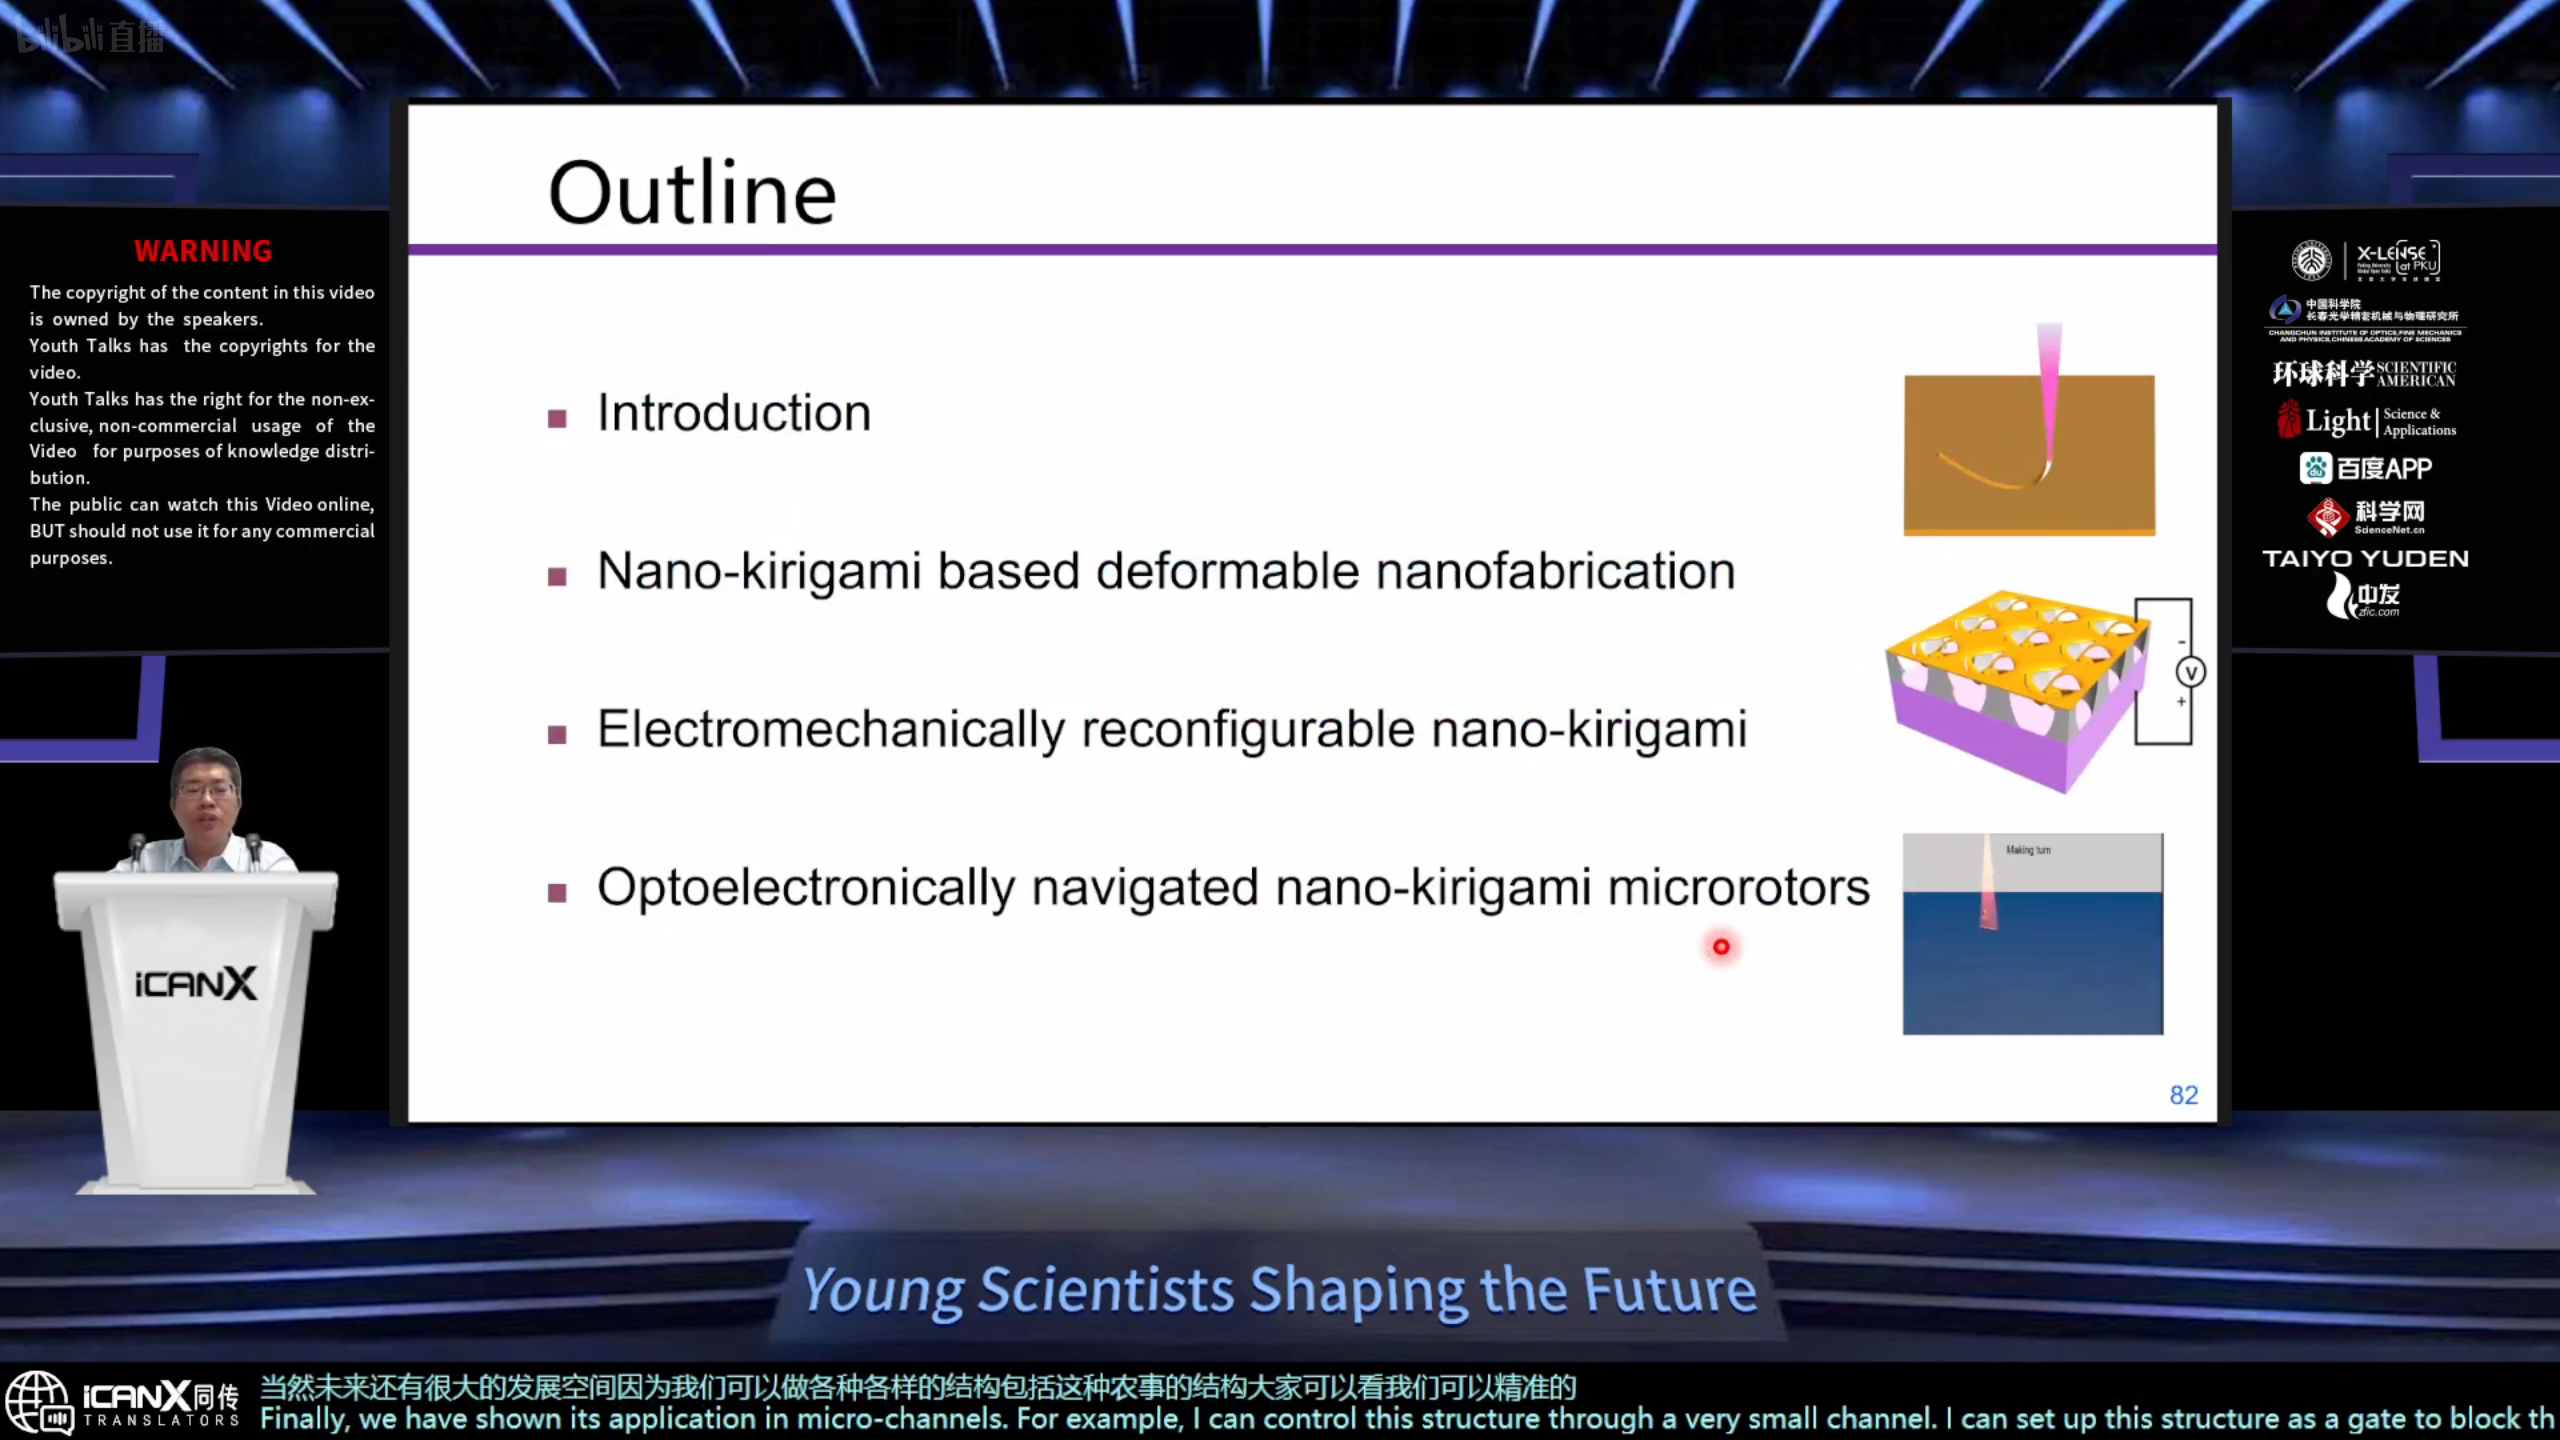 bilibili 直播
Outline
WARNING
The copyright of the content in this video
is owned by the speakers.
Youth Talks has the copyrights for the
video.
Youth Talks has the right for the non-ex-
clusive, non-commercial usage of the
Video for purposes of knowledge distri-
bution.
The public can watch this Video online,
BUT should not use it for any commercial
purposes.
Introduction
Nano-kirigami based deformable nanofabrication
Electromechanically reconfigurable nano-kirigami
Optoelectronically navigated nano-kirigami microrotors
-
V
+
Making turn
82
X-LENSE
at PKU
中国科学院
长春光学精密机械与物理研究所
CHANGCHUN INSTITUTE OF OPTICS,FINE MECHANICS
AND PHYSICS,CHINESE ACADEMY OF SCIENCES
环球科学 SCIENTIFIC AMERICAN
Light Science & Applications
du 百度APP
科学网
ScienceNet.cn
TAIYO YUDEN
中发
zfic.com
iCANX
Young Scientists Shaping the Future
iCANX同传
TRANSLATORS
当然未来还有很大的发展空间因为我们可以做各种各样的结构包括这种农事的结构大家可以看我们可以精准的
Finally, we have shown its application in micro-channels. For example, I can control this structure through a very small channel. I can set up this structure as a gate to block th